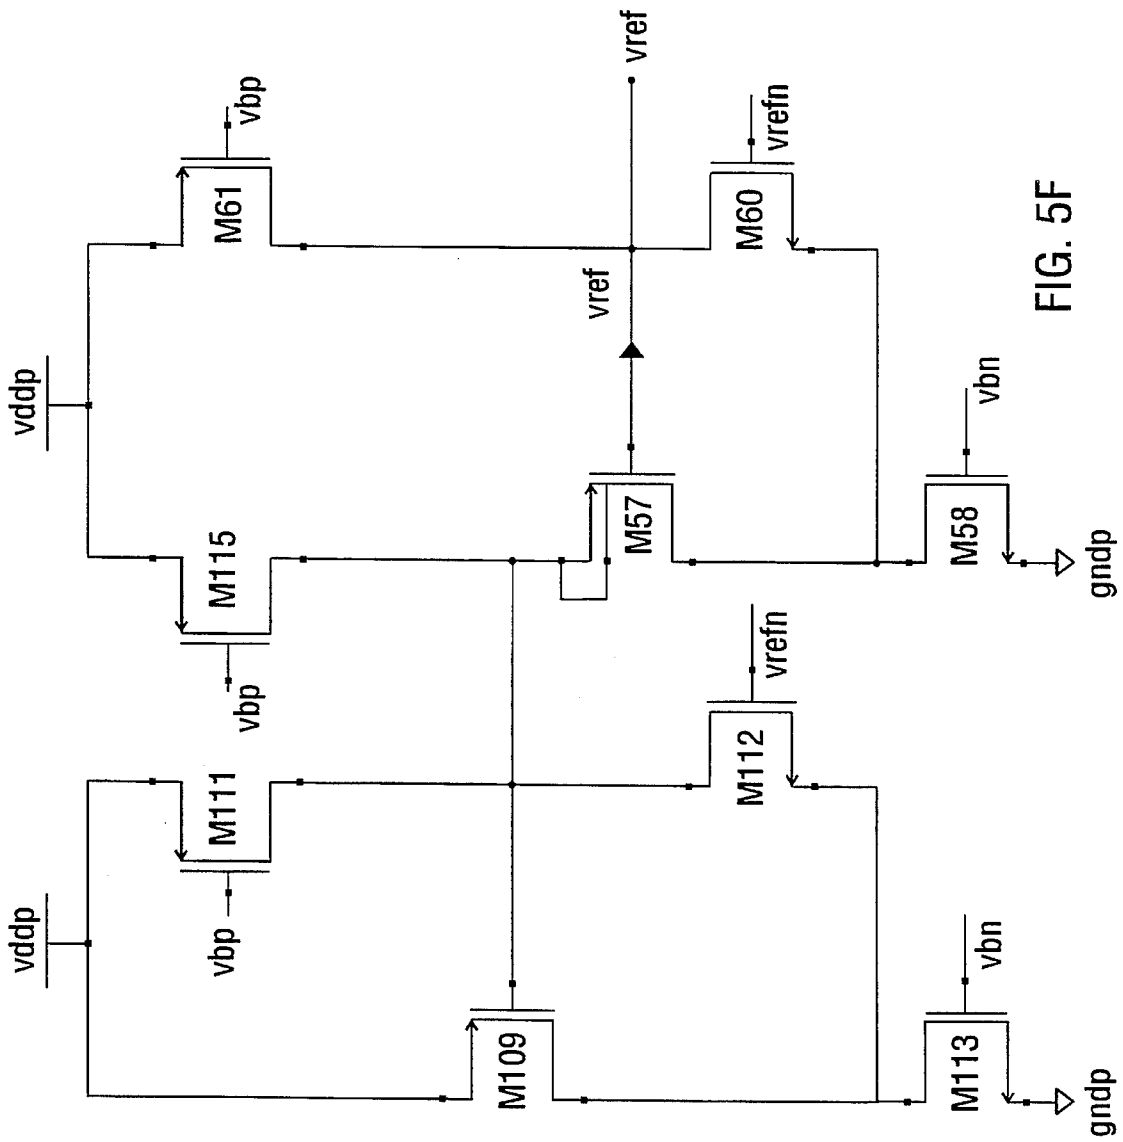 vddp
vddp
vbp
M111
M115
vbp
M61
vbp
M109
M112
vrefn
M57
vref
vref
M60
vrefn
M113
vbn
gndp
M58
vbn
gndp
FIG. 5F